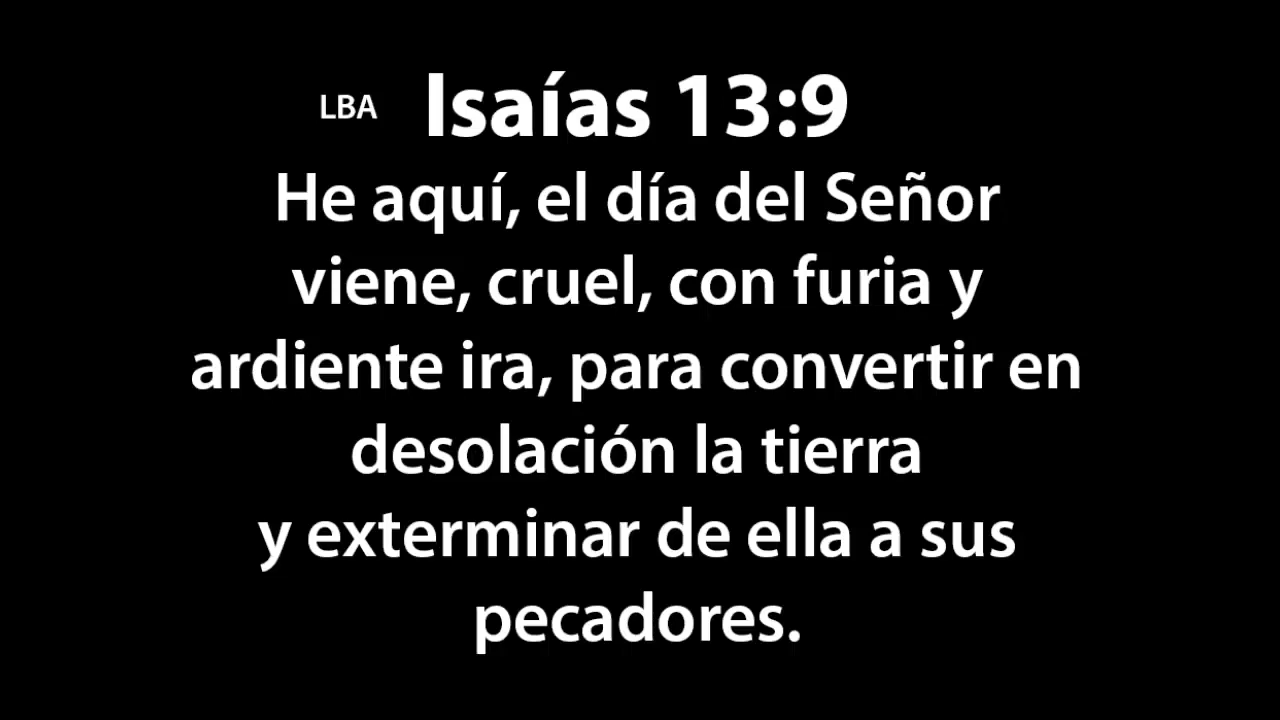 LBA Isaías 13:9
He aquí, el día del Señor
viene, cruel, con furia y
ardiente ira, para convertir en
desolación la tierra
y exterminar de ella a sus
pecadores.